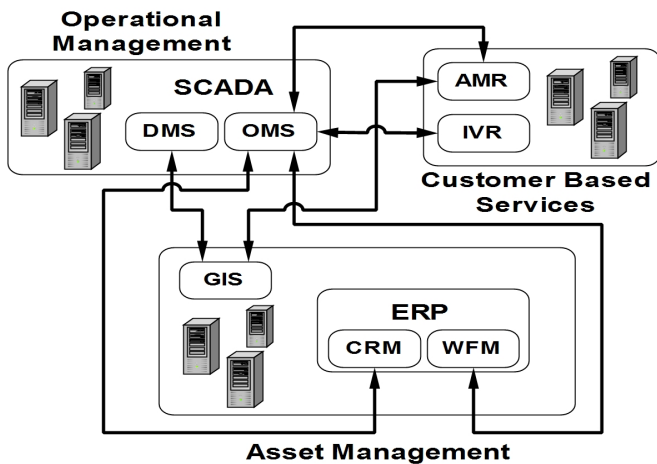 Operational
Management
SCADA
DMS
OMS
AMR
IVR
Customer Based
Services
GIS
ERP
CRM
WFM
Asset Management